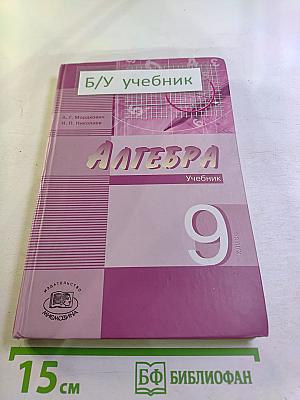 Б/У учебник
А. Г. Мордкович
Н. П. Николаев
АЛГЕБРА
Учебник
9
класс
ИЗДАТЕЛЬСТВО
МНЕМОЗИНА
15 см
БФ БИБЛИОФАН